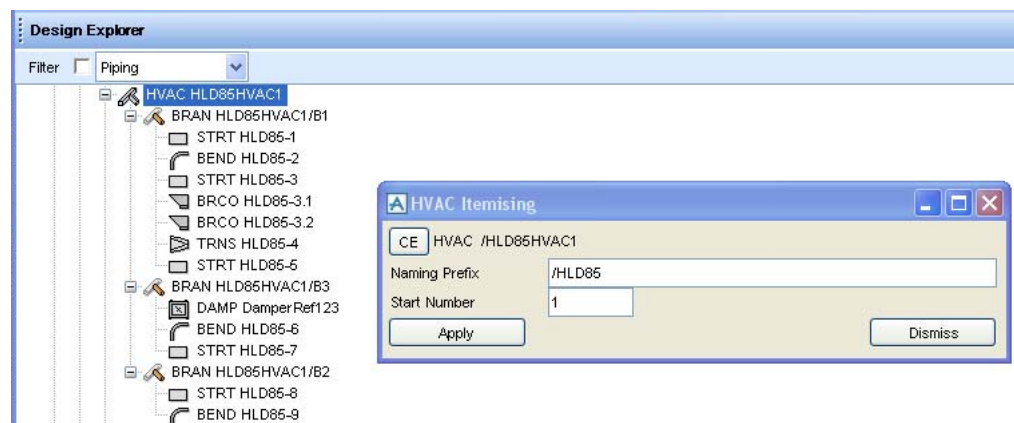 Design Explorer
Filter Piping
HVAC HLD85HVAC1
BRAN HLD85HVAC1/B1
STRT HLD85-1
BEND HLD85-2
STRT HLD85-3
BRCO HLD85-3.1
BRCO HLD85-3.2
TRNS HLD85-4
STRT HLD85-5
BRAN HLD85HVAC1/B3
DAMP DamperRef123
BEND HLD85-6
STRT HLD85-7
BRAN HLD85HVAC1/B2
STRT HLD85-8
BEND HLD85-9
HVAC Itemising
CE HVAC /HLD85HVAC1
Naming Prefix /HLD85
Start Number 1
Apply Dismiss